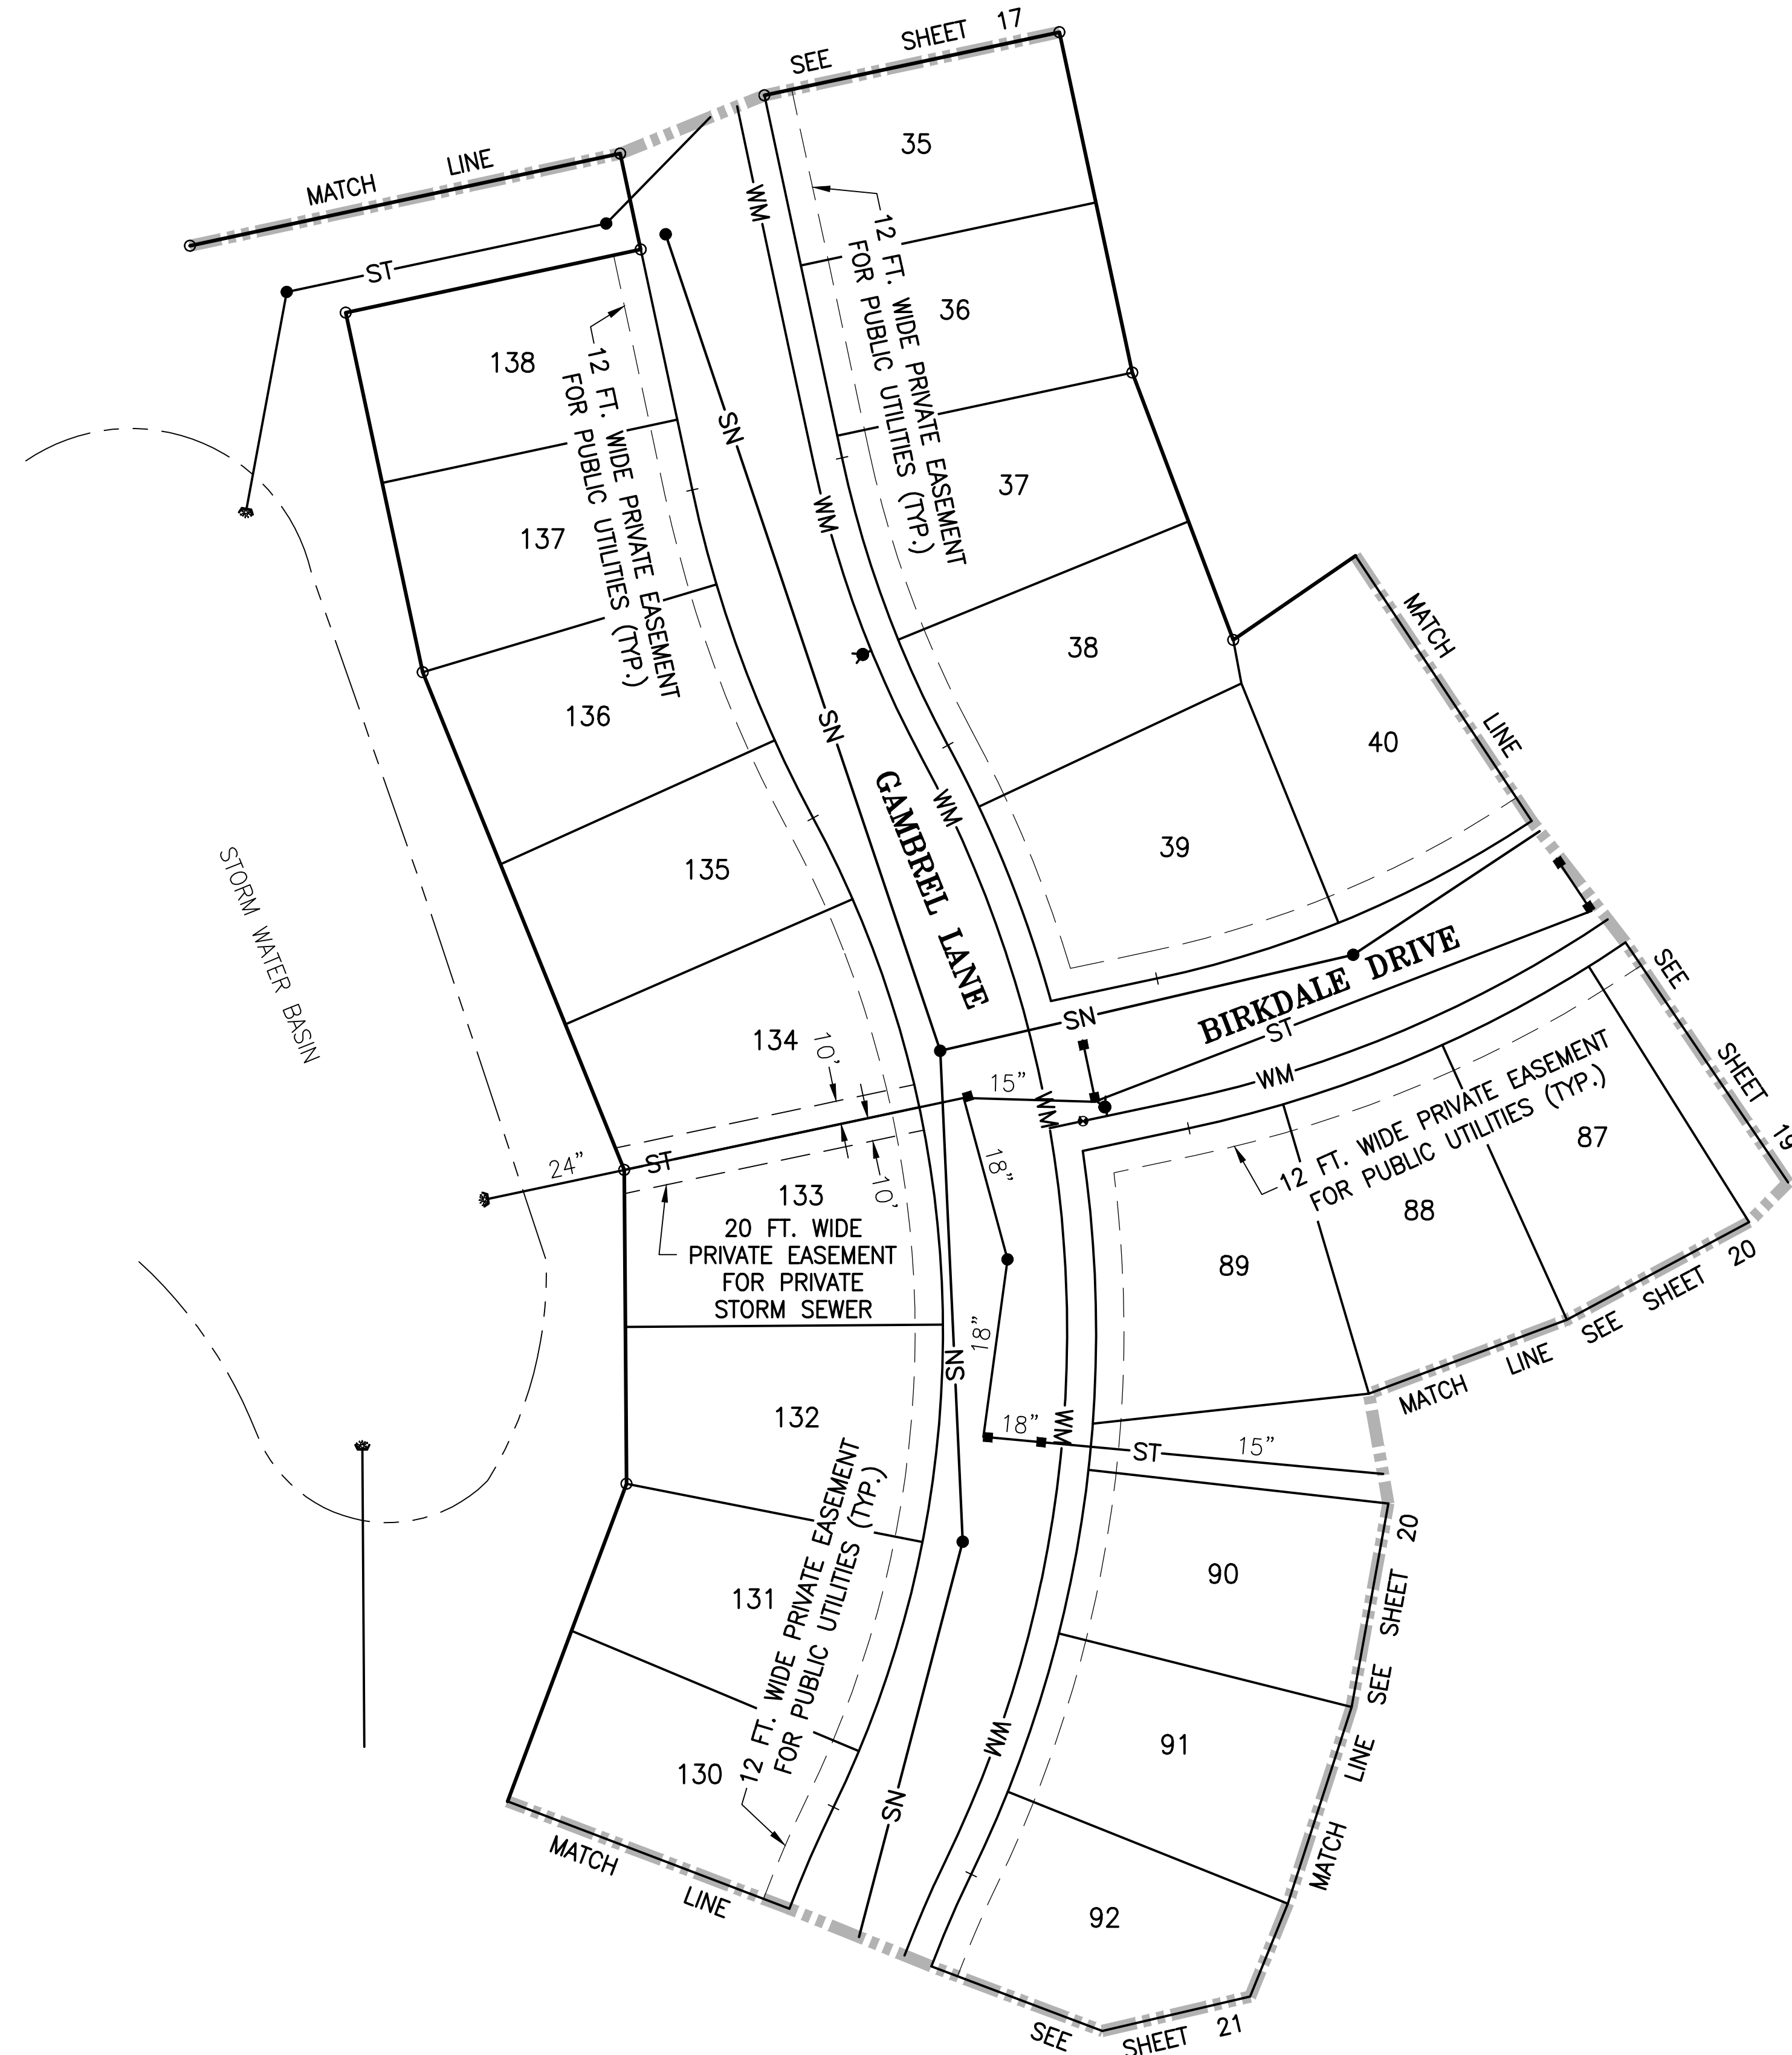 SEE SHEET 17
MATCH LINE
35
ST
WM
12 FT. WIDE PRIVATE EASEMENT
FOR PUBLIC UTILITIES (TYP.)
36
138
12 FT. WIDE PRIVATE EASEMENT
FOR PUBLIC UTILITIES (TYP.)
SN
37
WM
137
38
MATCH LINE
136
SN
40
GAMBREL LANE
WM
39
135
STORM WATER BASIN
BIRKDALE DRIVE
SEE SHEET 19
134
10'
SN
ST
15"
WM
WM
12 FT. WIDE PRIVATE EASEMENT
FOR PUBLIC UTILITIES (TYP.)
87
24"
ST
18"
10'
133
20 FT. WIDE
PRIVATE EASEMENT
FOR PRIVATE
STORM SEWER
88
89
MATCH LINE SEE SHEET 20
18"
SN
132
18"
WM
ST
15"
12 FT. WIDE PRIVATE EASEMENT
FOR PUBLIC UTILITIES (TYP.)
90
131
MATCH LINE SEE SHEET 20
WM
91
130
SN
MATCH LINE
92
SEE SHEET 21